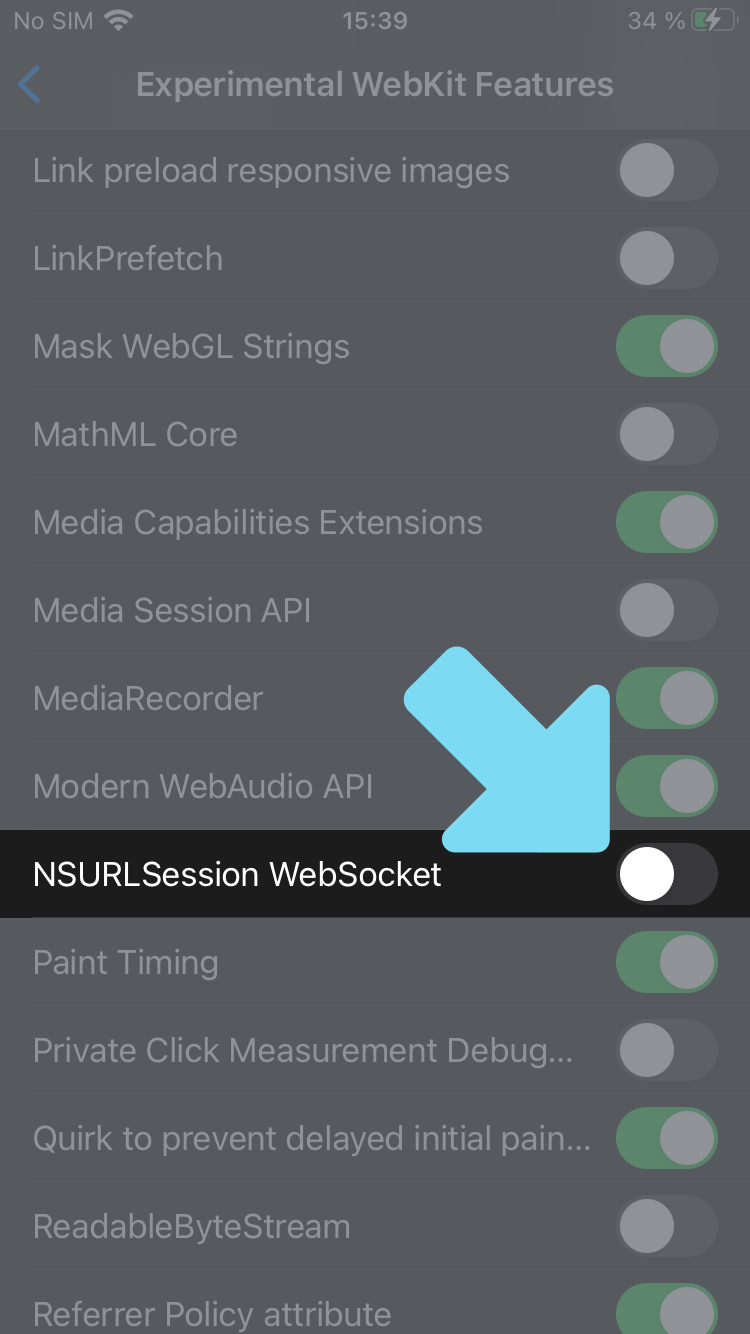 No SIM 15:39 34 %
Experimental WebKit Features
Link preload responsive images
LinkPrefetch
Mask WebGL Strings
MathML Core
Media Capabilities Extensions
Media Session API
MediaRecorder
Modern WebAudio API
NSURLSession WebSocket
Paint Timing
Private Click Measurement Debug...
Quirk to prevent delayed initial pain...
ReadableByteStream
Referrer Policy attribute